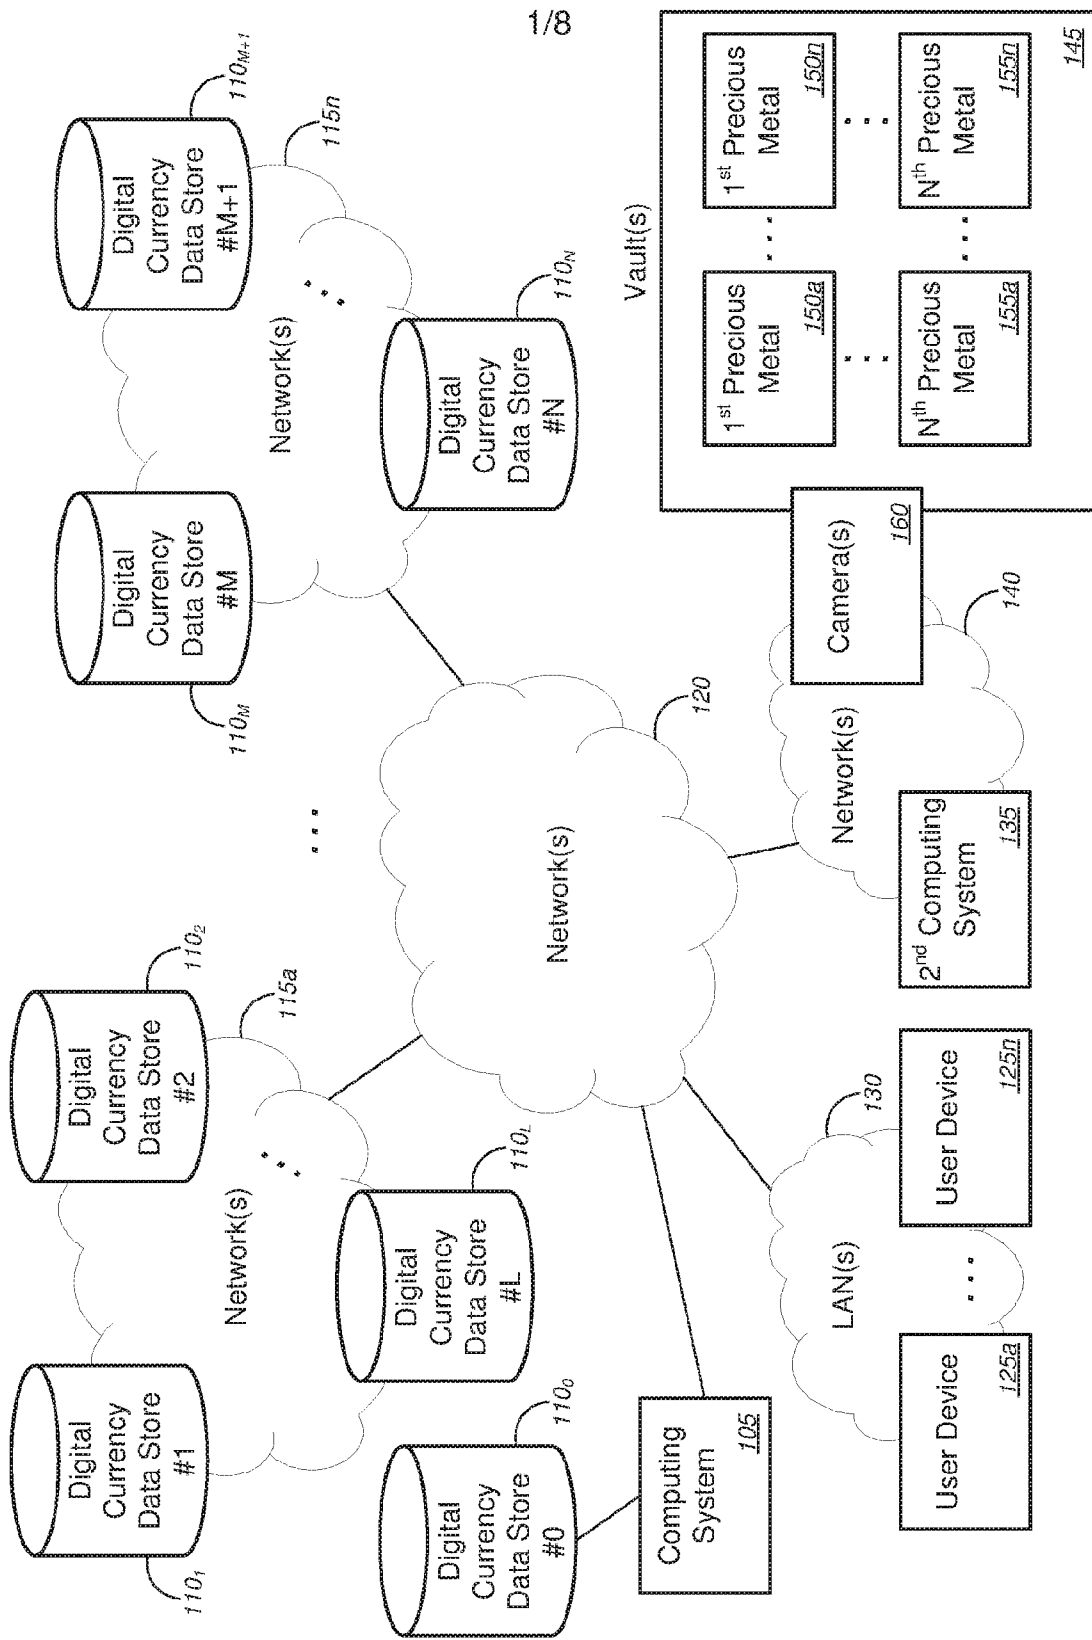 1/8
Digital
Currency
Data Store
#1
110₁
Digital
Currency
Data Store
#2
110₂
115a
Network(s)
Digital
Currency
Data Store
#L
110L
Digital
Currency
Data Store
#M
110M
Digital
Currency
Data Store
#M+1
110M+1
115n
Network(s)
Digital
Currency
Data Store
#N
110N
. . .
Digital
Currency
Data Store
#0
110₀
Computing
System
105
Network(s)
120
LAN(s)
130
User Device
125a
. . .
User Device
125n
Network(s)
140
2nd Computing
System
135
Camera(s)
160
Vault(s)
1st Precious
Metal
150a
. . .
1st Precious
Metal
150n
. . .
. . .
Nth Precious
Metal
155a
. . .
Nth Precious
Metal
155n
145